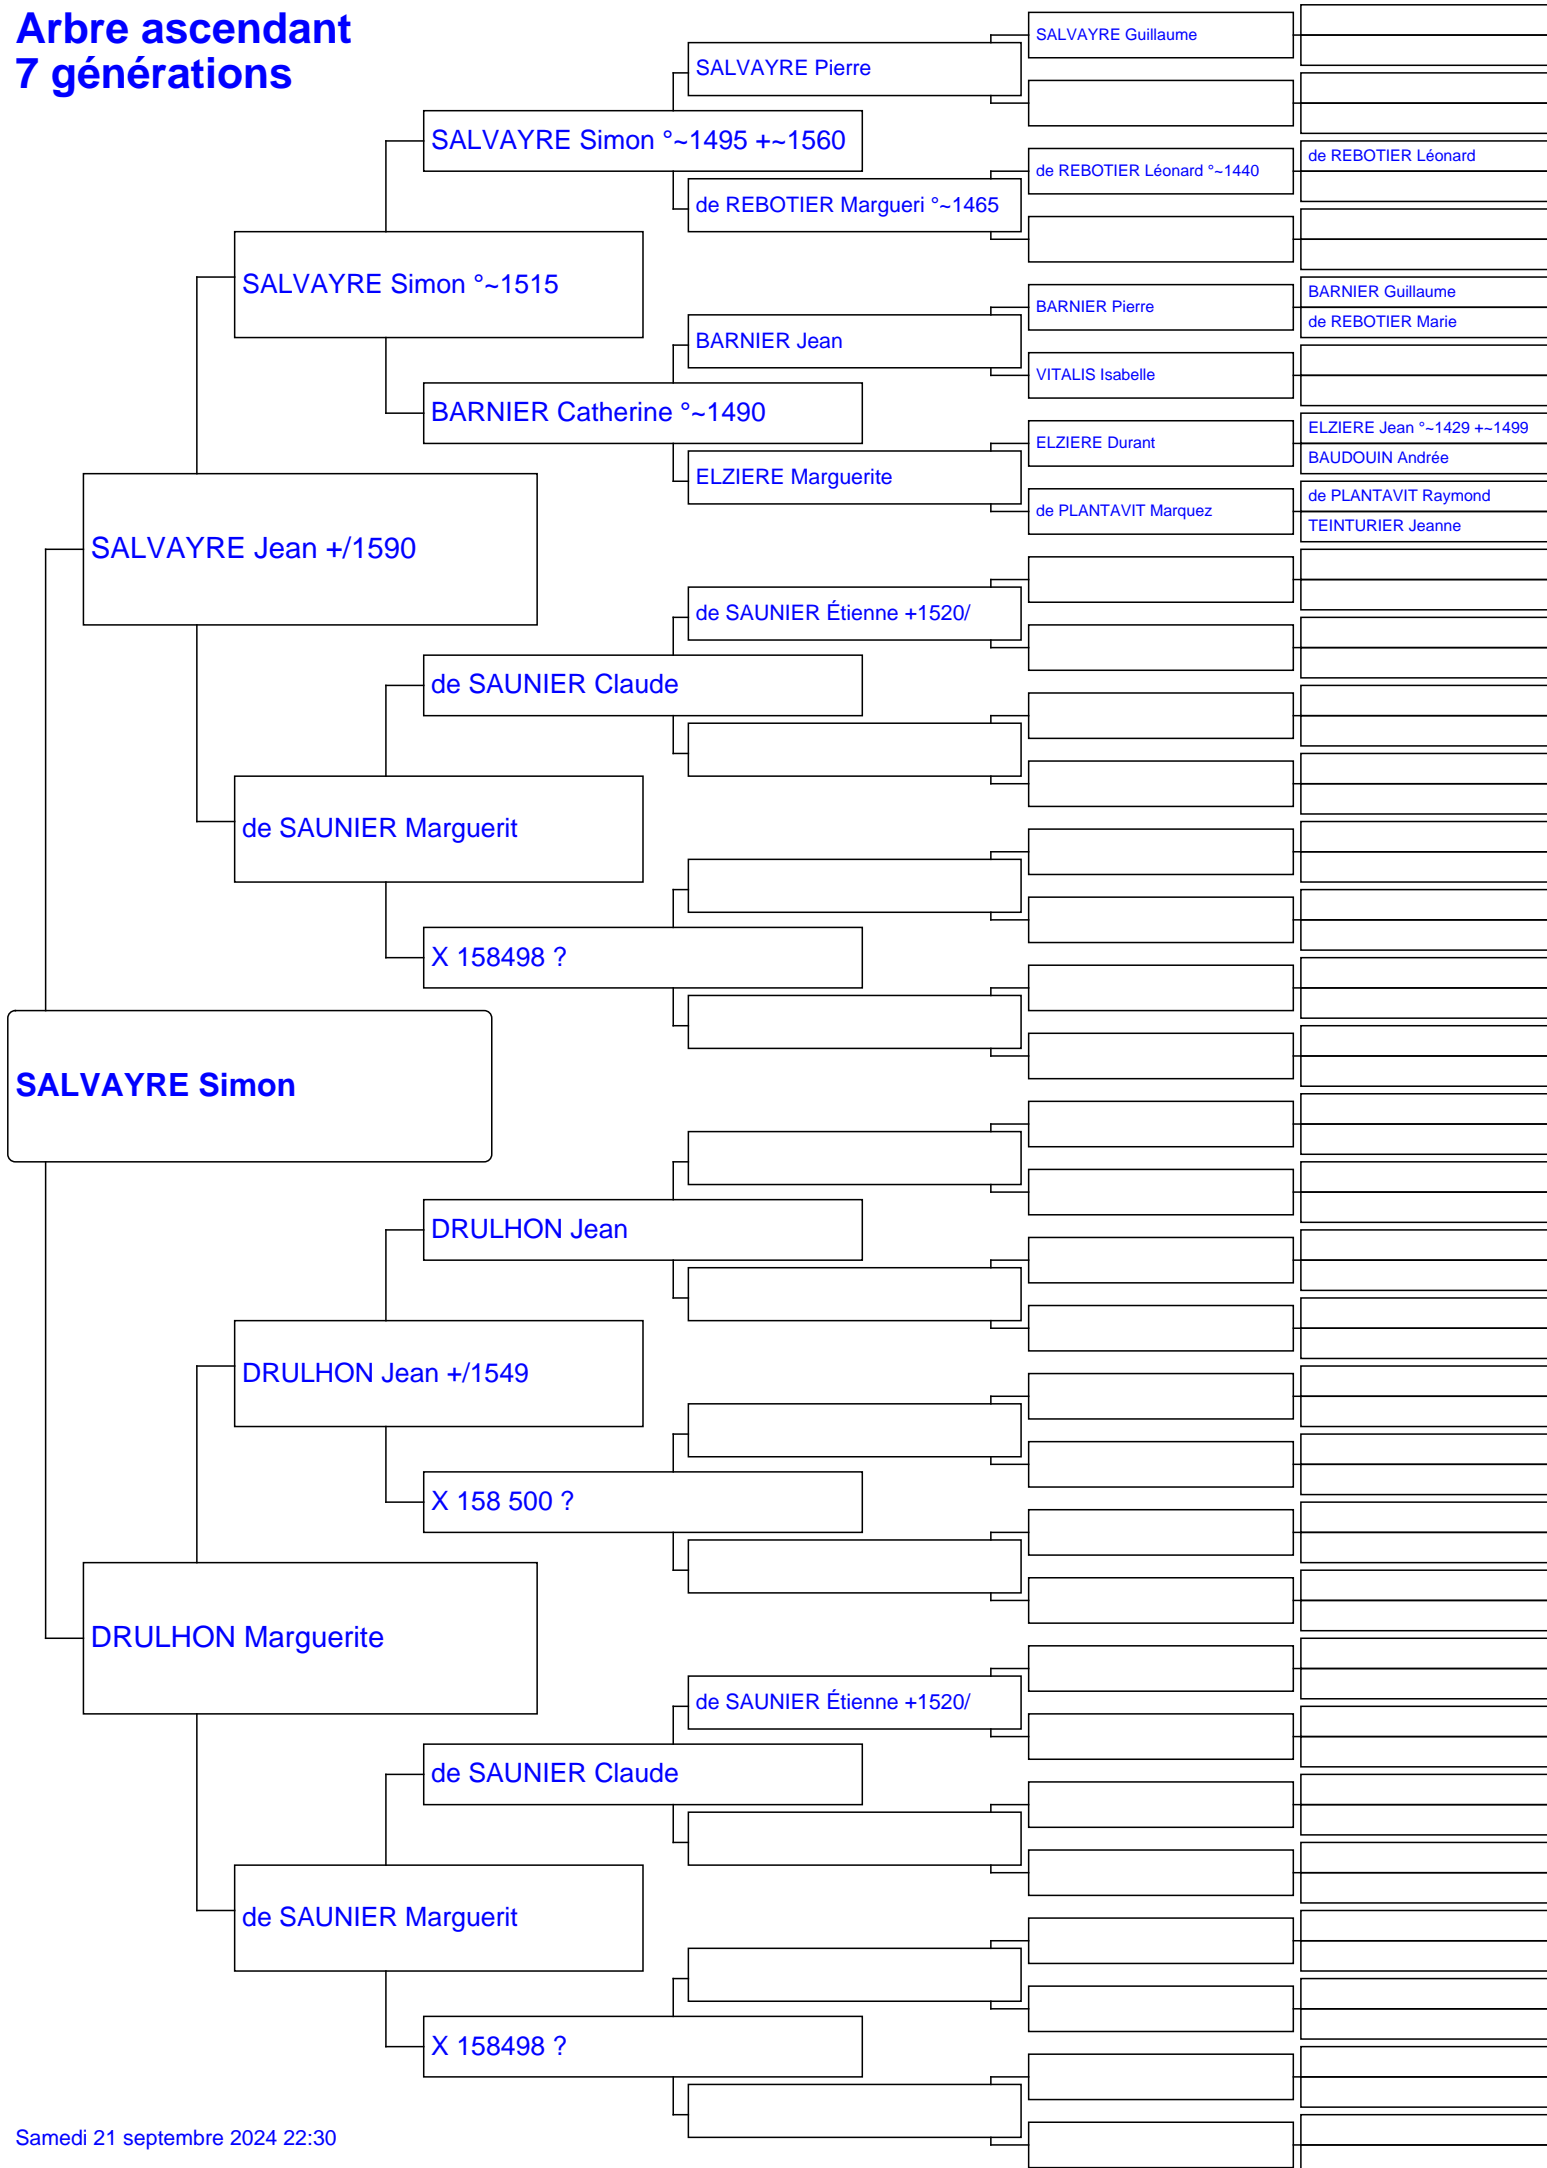 Arbre ascendant
7 générations
SALVAYRE Guillaume
SALVAYRE Pierre
SALVAYRE Simon °~1495 +~1560
de REBOTIER Léonard
de REBOTIER Léonard °~1440
de REBOTIER Margueri °~1465
SALVAYRE Simon °~1515
BARNIER Guillaume
BARNIER Pierre
de REBOTIER Marie
BARNIER Jean
VITALIS Isabelle
BARNIER Catherine °~1490
ELZIERE Jean °~1429 +~1499
ELZIERE Durant
BAUDOUIN Andrée
ELZIERE Marguerite
de PLANTAVIT Raymond
de PLANTAVIT Marquez
TEINTURIER Jeanne
SALVAYRE Jean +/1590
de SAUNIER Étienne +1520/
de SAUNIER Claude
de SAUNIER Marguerit
X 158498 ?
SALVAYRE Simon
DRULHON Jean
DRULHON Jean +/1549
X 158 500 ?
DRULHON Marguerite
de SAUNIER Étienne +1520/
de SAUNIER Claude
de SAUNIER Marguerit
X 158498 ?
Samedi 21 septembre 2024 22:30